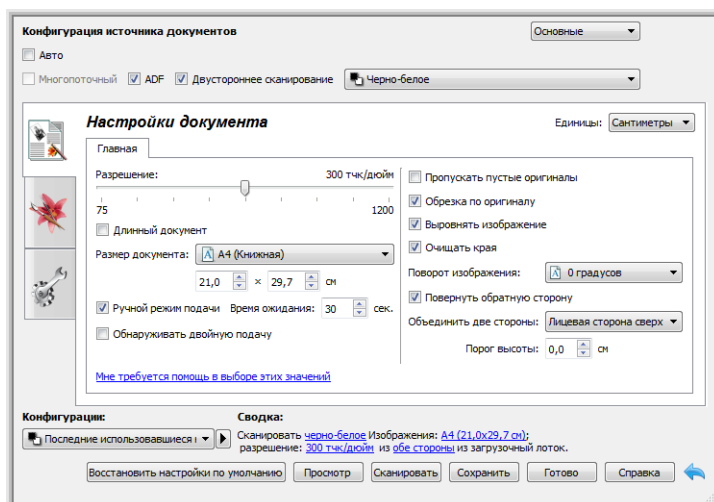 Конфигурация источника документов
Основные
Авто
Многопоточный ADF Двустороннее сканирование Черно-белое
Настройки документа
Единицы: Сантиметры
Главная
Разрешение: 300 тчк/дюйм
75 1200
Длинный документ
Размер документа: A4 (Книжная)
21,0 × 29,7 см
Ручной режим подачи Время ожидания: 30 сек.
Обнаруживать двойную подачу
Мне требуется помощь в выборе этих значений
Пропускать пустые оригиналы
Обрезка по оригиналу
Выровнять изображение
Очищать края
Поворот изображения: 0 градусов
Повернуть обратную сторону
Объединить две стороны: Лицевая сторона сверх
Порог высоты: 0,0 см
Конфигурации:
Последние использовавшиеся
Сводка:
Сканировать черно-белое Изображения: A4 (21,0x29,7 см);
разрешение: 300 тчк/дюйм из обе стороны из загрузочный лоток.
Восстановить настройки по умолчанию Просмотр Сканировать Сохранить Готово Справка